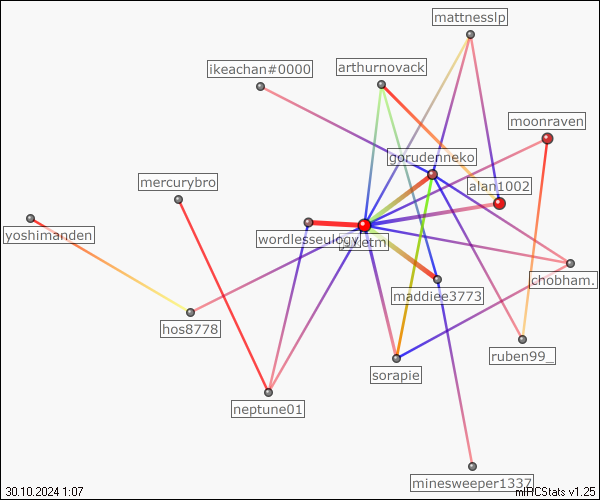 mattnesslp
ikeachan#0000
arthurnovack
moonraven
gorudenneko
mercurybro
alan1002
yoshimanden
wordlesseulogy
chobham.
maddiee3773
hos8778
ruben99_
sorapie
neptune01
minesweeper1337
30.10.2024 1:07
mIRCStats v1.25